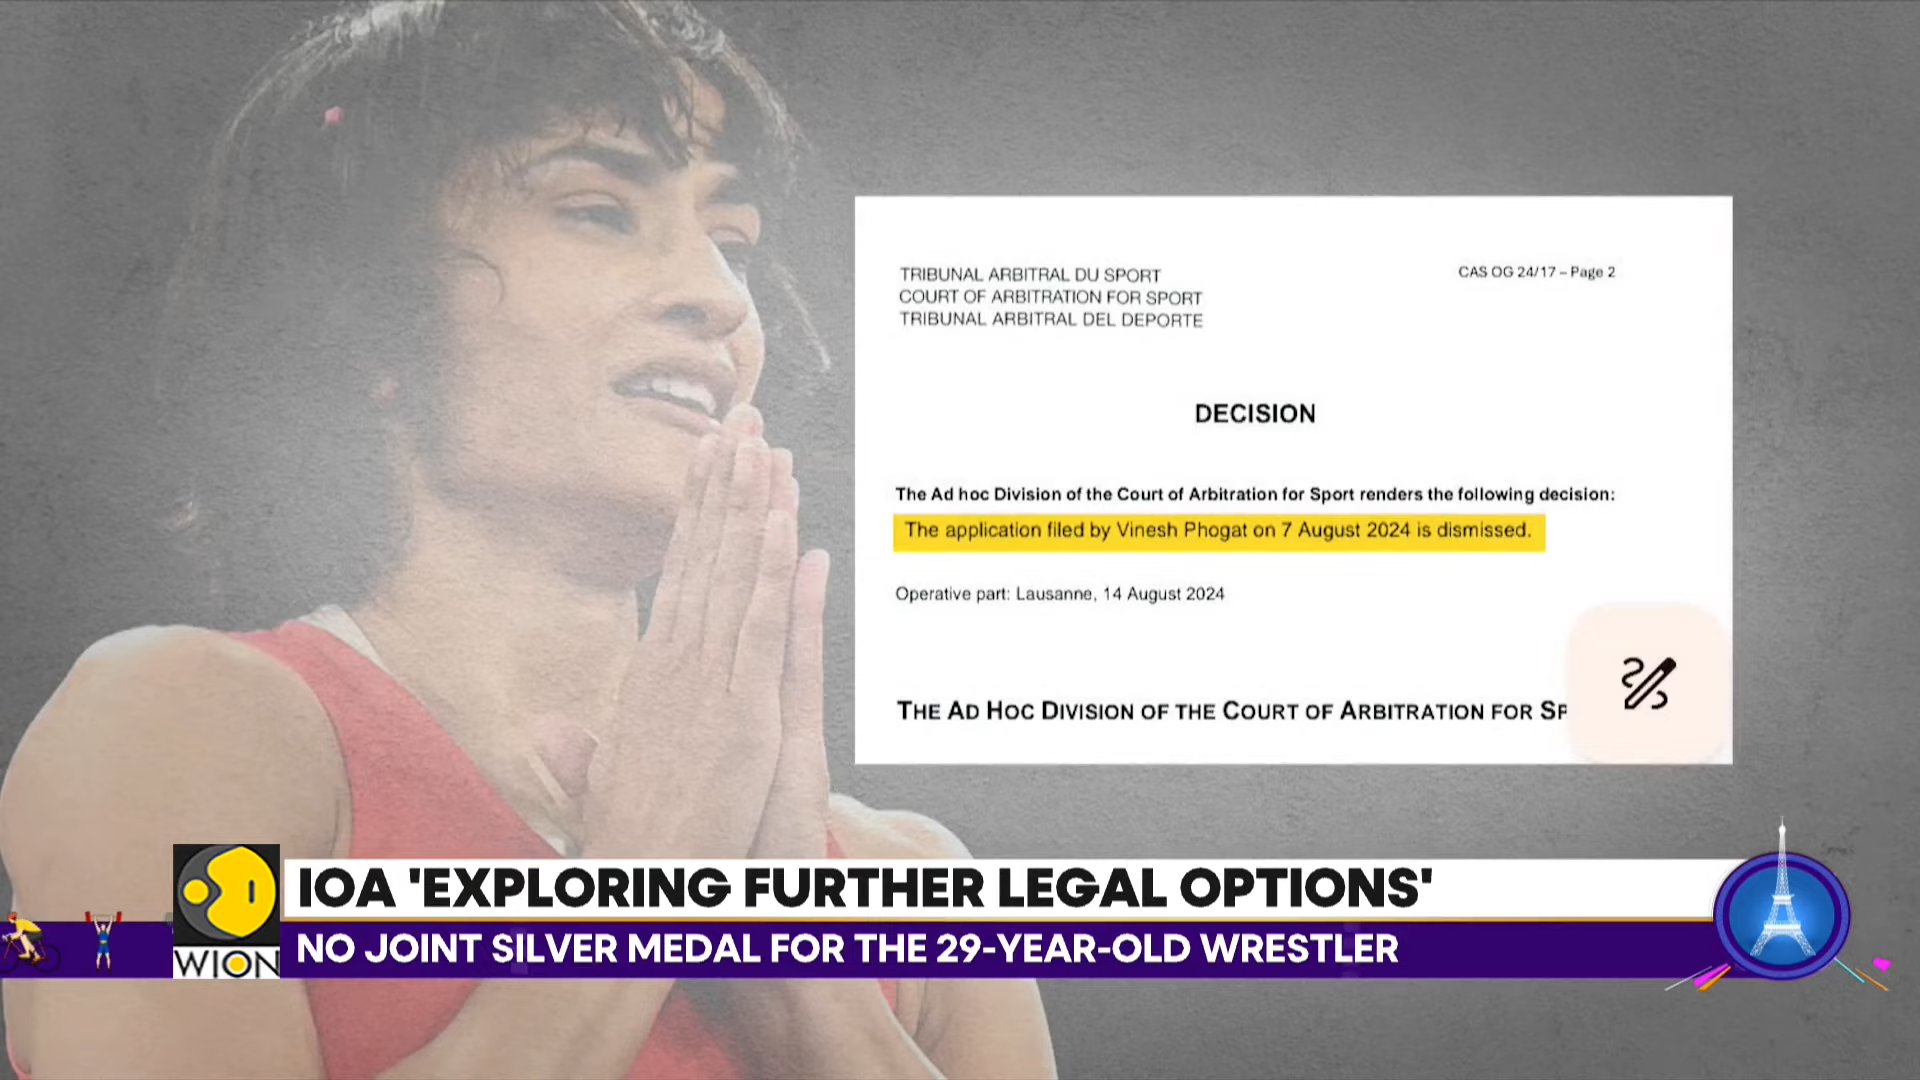 TRIBUNAL ARBITRAL DU SPORT
COURT OF ARBITRATION FOR SPORT
TRIBUNAL ARBITRAL DEL DEPORTE
CAS OG 24/17 – Page 2
DECISION
The Ad hoc Division of the Court of Arbitration for Sport renders the following decision:
The application filed by Vinesh Phogat on 7 August 2024 is dismissed.
Operative part: Lausanne, 14 August 2024
THE AD HOC DIVISION OF THE COURT OF ARBITRATION FOR SP
IOA 'EXPLORING FURTHER LEGAL OPTIONS'
NO JOINT SILVER MEDAL FOR THE 29-YEAR-OLD WRESTLER
WION